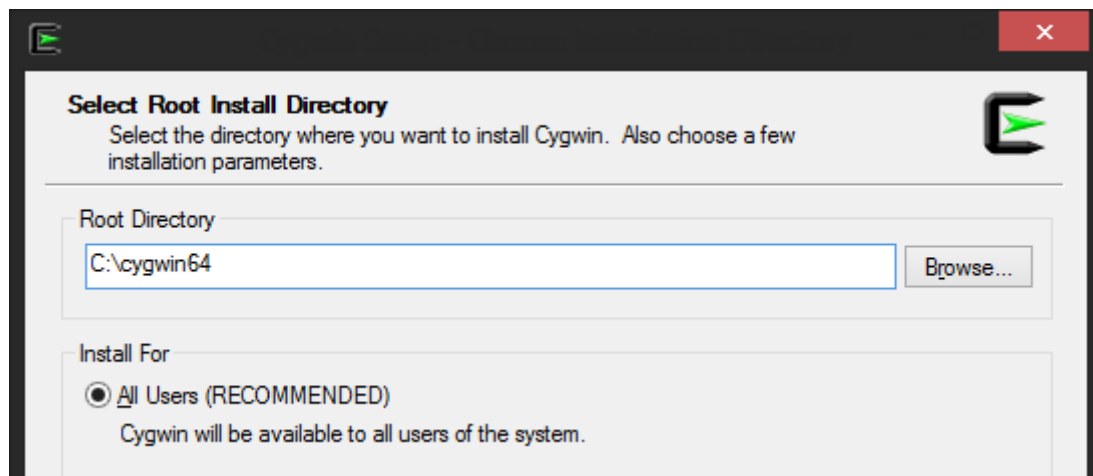 Select Root Install Directory
Select the directory where you want to install Cygwin. Also choose a few
installation parameters.
Root Directory
C:\cygwin64
Browse...
Install For
All Users (RECOMMENDED)
Cygwin will be available to all users of the system.